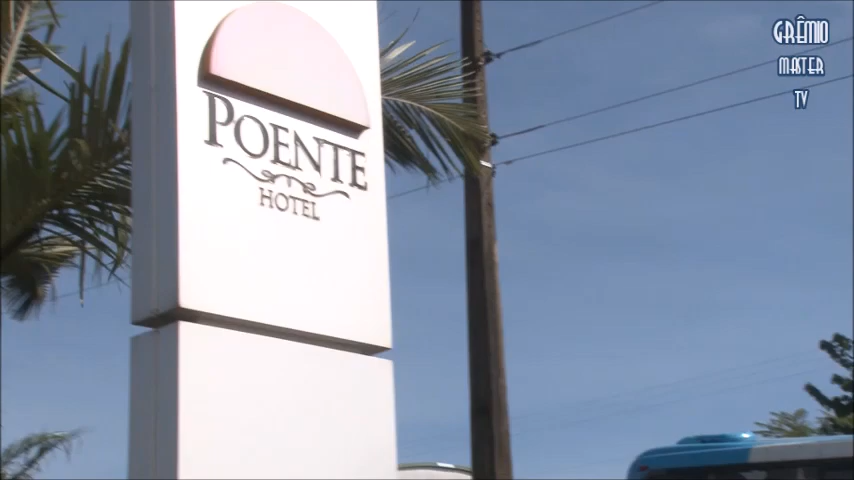 GRÊMIO
MASTER
TV
POENTE
HOTEL